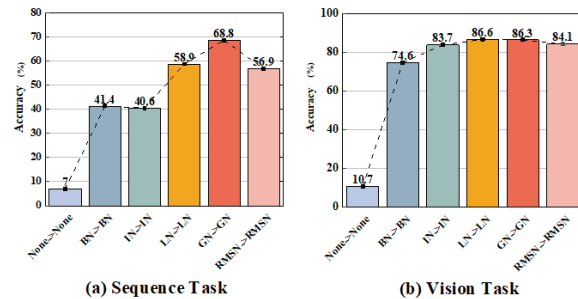 Accuracy (%)
80
70
60
50
40
30
20
10
0
7
41.4
40.6
58.9
68.8
56.9
None->None
BN->BN
IN->IN
LN->LN
GN->GN
RMSN->RMSN
(a) Sequence Task
Accuracy (%)
100
80
60
40
20
0
10.7
74.6
83.7
86.6
86.3
84.1
None->None
BN->BN
IN->IN
LN->LN
GN->GN
RMSN->RMSN
(b) Vision Task